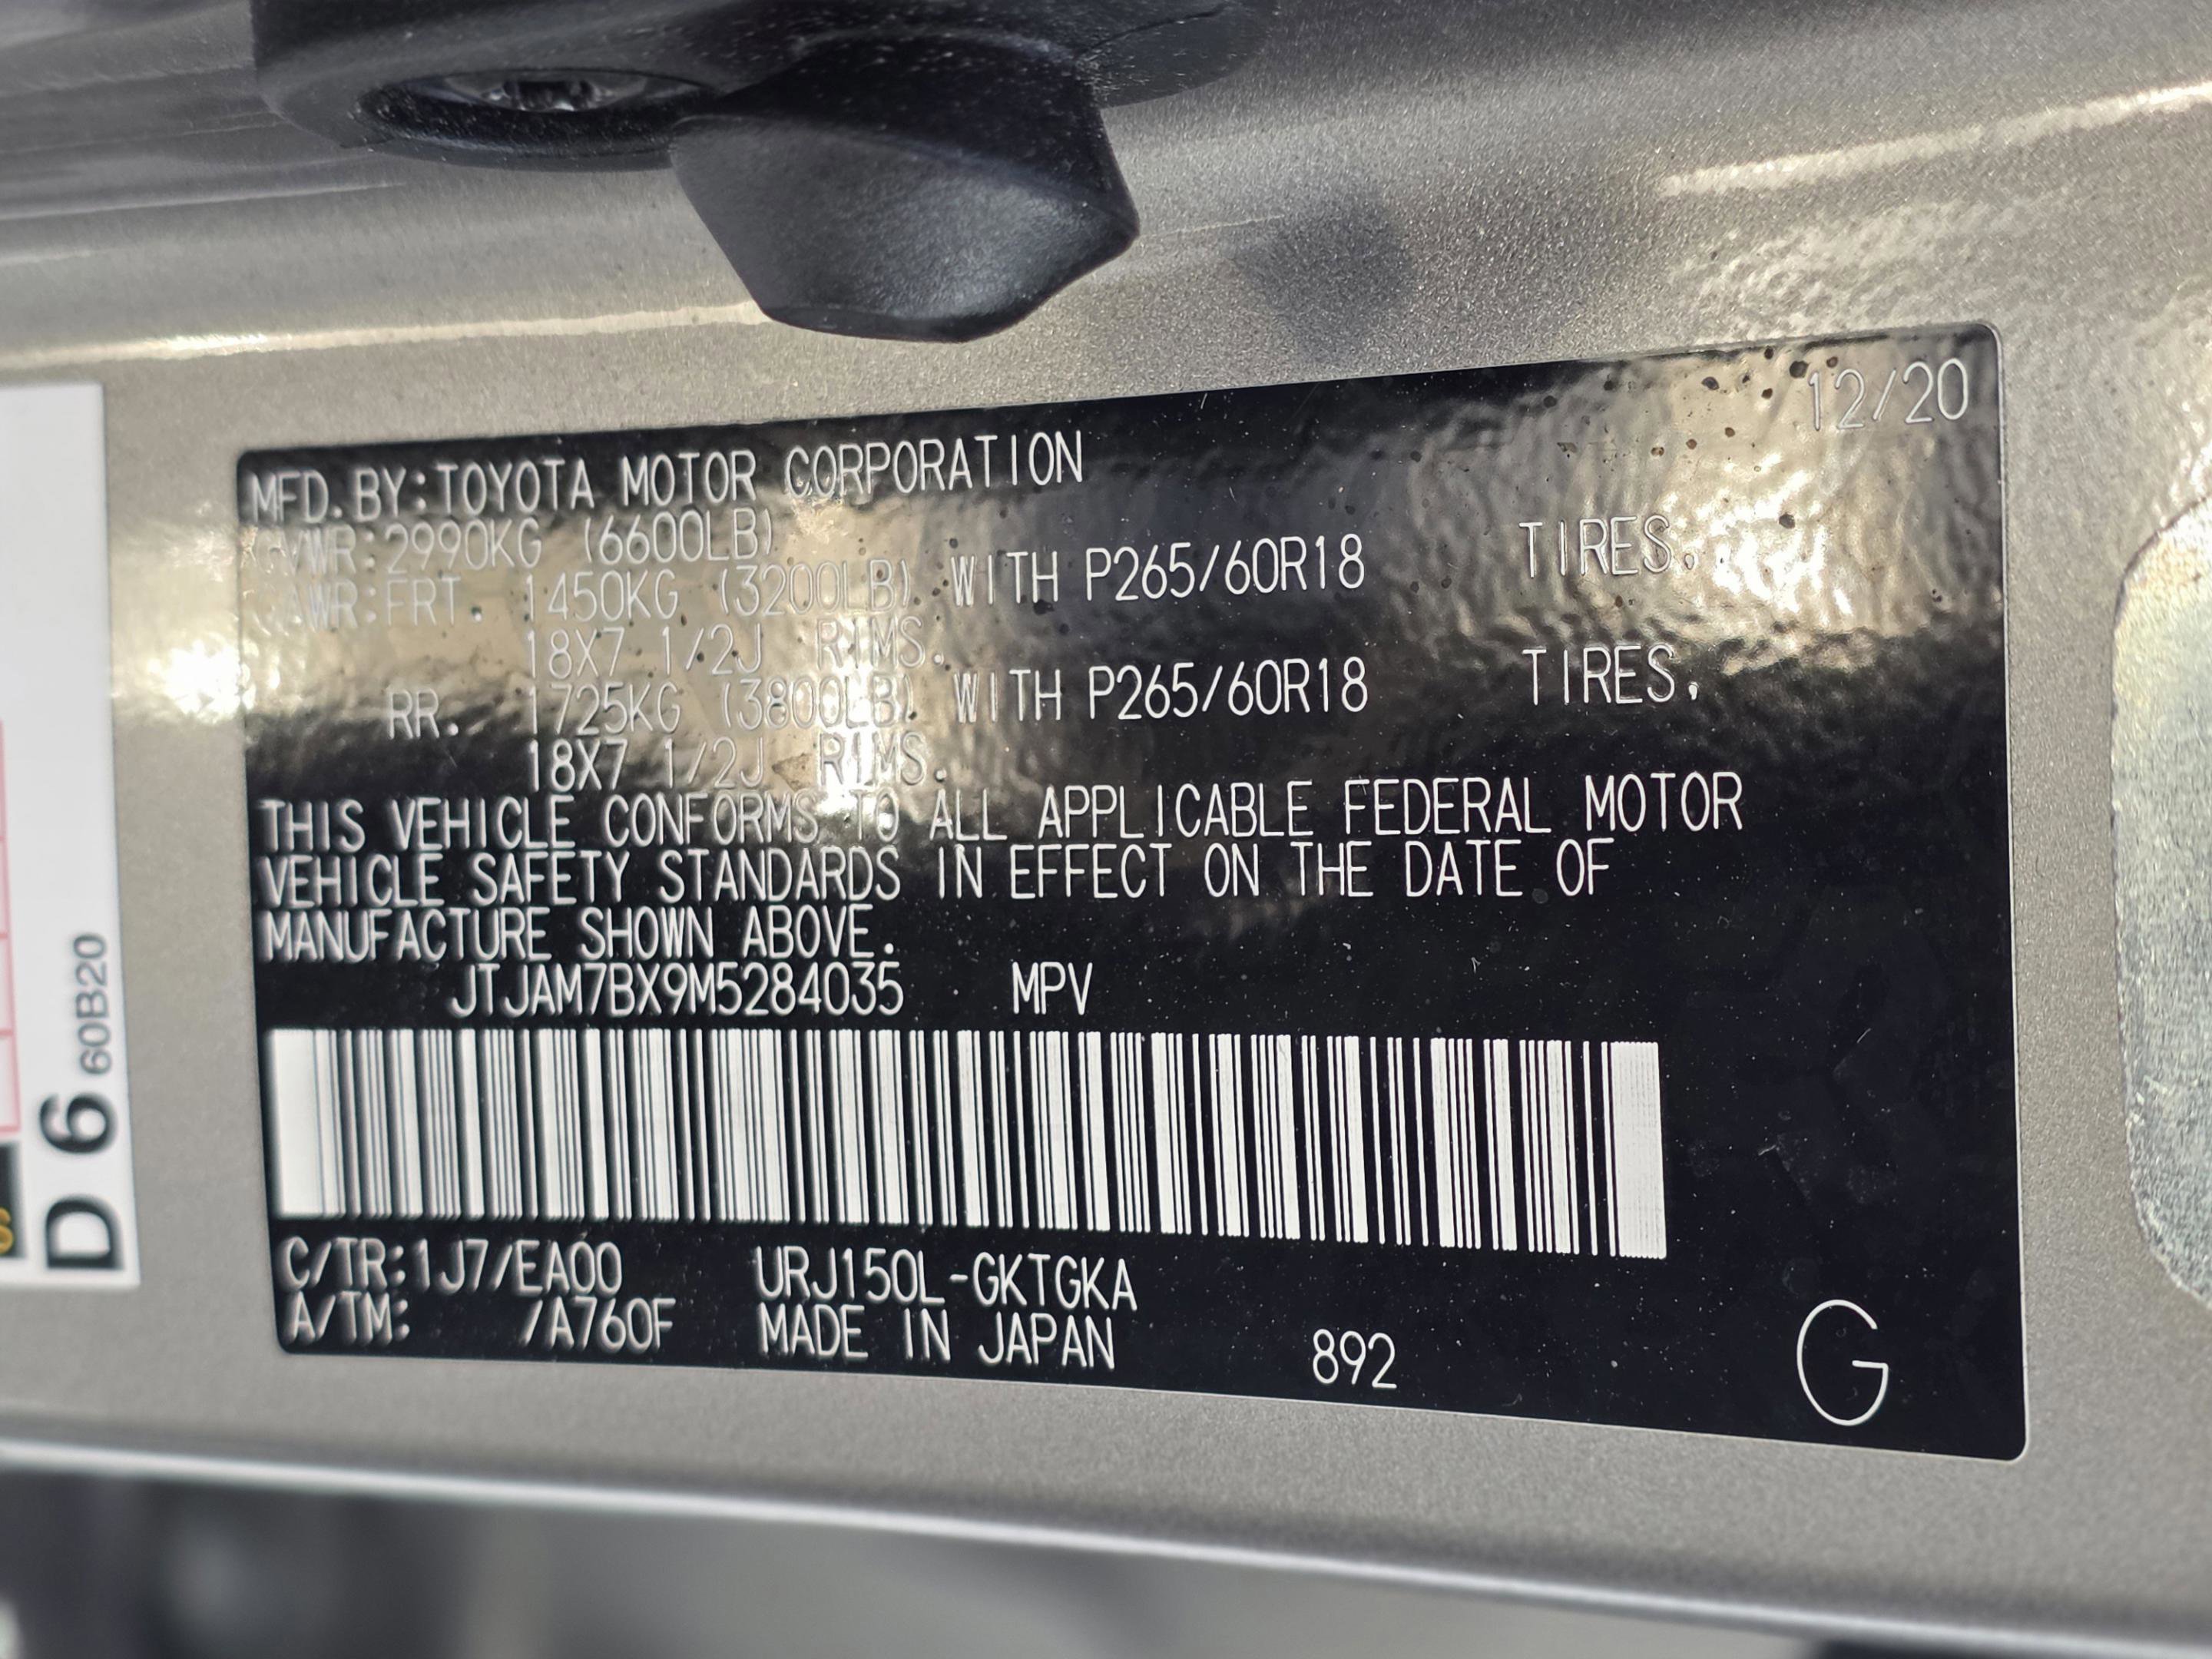 12/20
MFD.BY:TOYOTA MOTOR CORPORATION
GVWR:2990KG (6600LB)
GAWR:FRT. 1450KG (3200LB) WITH P265/60R18 TIRES,
18X7 1/2J RIMS.
RR. 1725KG (3800LB) WITH P265/60R18 TIRES,
18X7 1/2J RIMS.
THIS VEHICLE CONFORMS TO ALL APPLICABLE FEDERAL MOTOR
VEHICLE SAFETY STANDARDS IN EFFECT ON THE DATE OF
MANUFACTURE SHOWN ABOVE.
JTJAM7BX9M5284035 MPV
C/TR:1J7/EA00 URJ150L-GKTGKA
A/TM: /A760F MADE IN JAPAN 892 G
D 6 60B20